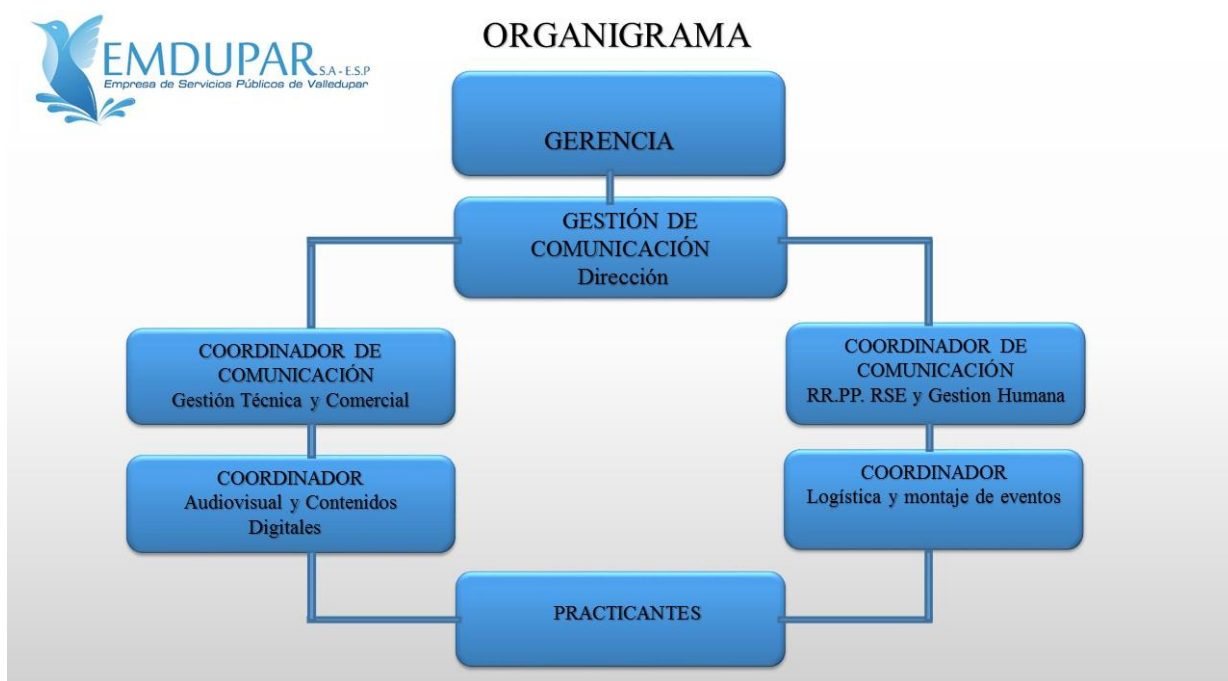 EMDUPAR S.A - E.S.P
Empresa de Servicios Públicos de Valledupar
ORGANIGRAMA
GERENCIA
GESTIÓN DE
COMUNICACIÓN
Dirección
COORDINADOR DE
COMUNICACIÓN
Gestión Técnica y Comercial
COORDINADOR DE
COMUNICACIÓN
RR.PP. RSE y Gestion Humana
COORDINADOR
Audiovisual y Contenidos
Digitales
COORDINADOR
Logística y montaje de eventos
PRACTICANTES